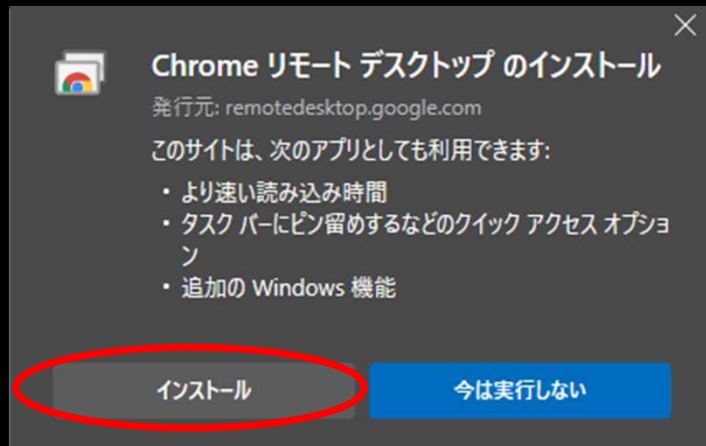 Chrome リモート デスクトップ のインストール
発行元: remotedesktop.google.com
このサイトは、次のアプリとしても利用できます:
・ より速い読み込み時間
・ タスク バーにピン留めするなどのクイック アクセス オプショ
ン
・ 追加の Windows 機能
インストール
今は実行しない